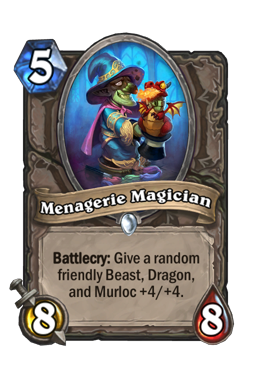 5
Menagerie Magician
Battlecry: Give a random
friendly Beast, Dragon,
and Murloc +4/+4.
8 8